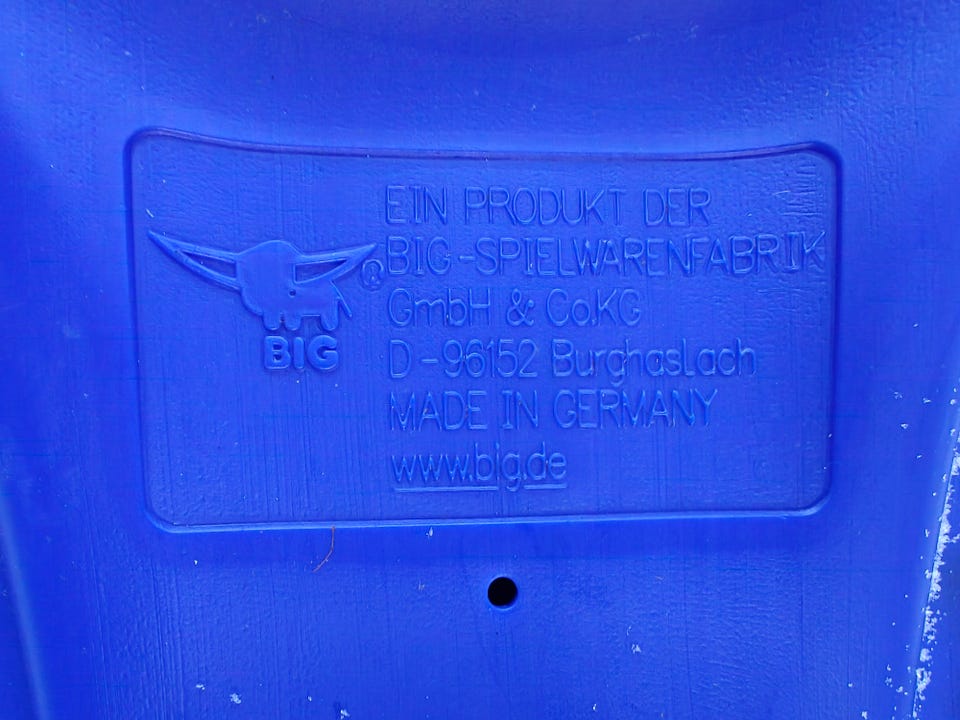 BIG
®
EIN PRODUKT DER
BIG-SPIELWARENFABRIK
GmbH & Co.KG
D-96152 Burghaslach
MADE IN GERMANY
www.big.de